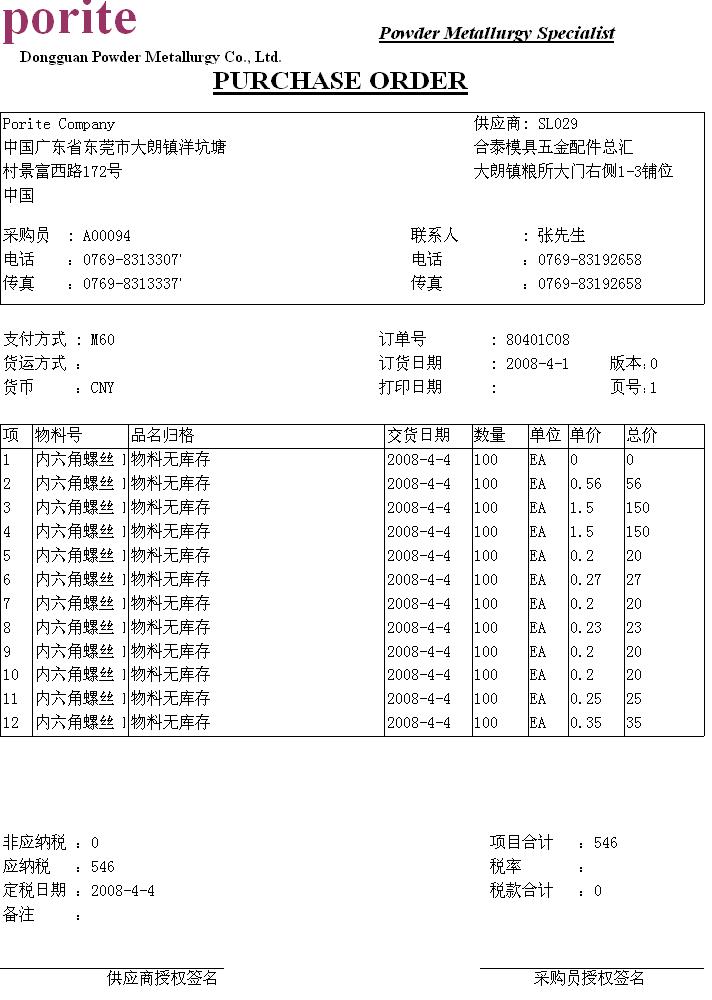 porite
Powder Metallurgy Specialist
Dongguan Powder Metallurgy Co., Ltd.
PURCHASE ORDER
Porite Company 供应商: SL029
中国广东省东莞市大朗镇洋坑塘 合泰模具五金配件总汇
村景富西路172号 大朗镇粮所大门右侧1-3铺位
中国
采购员 : A00094 联系人 : 张先生
电话 : 0769-8313307' 电话 : 0769-83192658
传真 : 0769-8313337' 传真 : 0769-83192658
支付方式 : M60 订单号 : 80401C08
货运方式 : 订货日期 : 2008-4-1 版本:0
货币 : CNY 打印日期 : 页号:1
项 物料号 品名归格 交货日期 数量 单位 单价 总价
1 内六角螺丝 物料无库存 2008-4-4 100 EA 0 0
2 内六角螺丝 物料无库存 2008-4-4 100 EA 0.56 56
3 内六角螺丝 物料无库存 2008-4-4 100 EA 1.5 150
4 内六角螺丝 物料无库存 2008-4-4 100 EA 1.5 150
5 内六角螺丝 物料无库存 2008-4-4 100 EA 0.2 20
6 内六角螺丝 物料无库存 2008-4-4 100 EA 0.27 27
7 内六角螺丝 物料无库存 2008-4-4 100 EA 0.2 20
8 内六角螺丝 物料无库存 2008-4-4 100 EA 0.23 23
9 内六角螺丝 物料无库存 2008-4-4 100 EA 0.2 20
10 内六角螺丝 物料无库存 2008-4-4 100 EA 0.2 20
11 内六角螺丝 物料无库存 2008-4-4 100 EA 0.25 25
12 内六角螺丝 物料无库存 2008-4-4 100 EA 0.35 35
非应纳税 : 0 项目合计 : 546
应纳税 : 546 税率 :
定税日期 : 2008-4-4 税款合计 : 0
备注 :
供应商授权签名 采购员授权签名